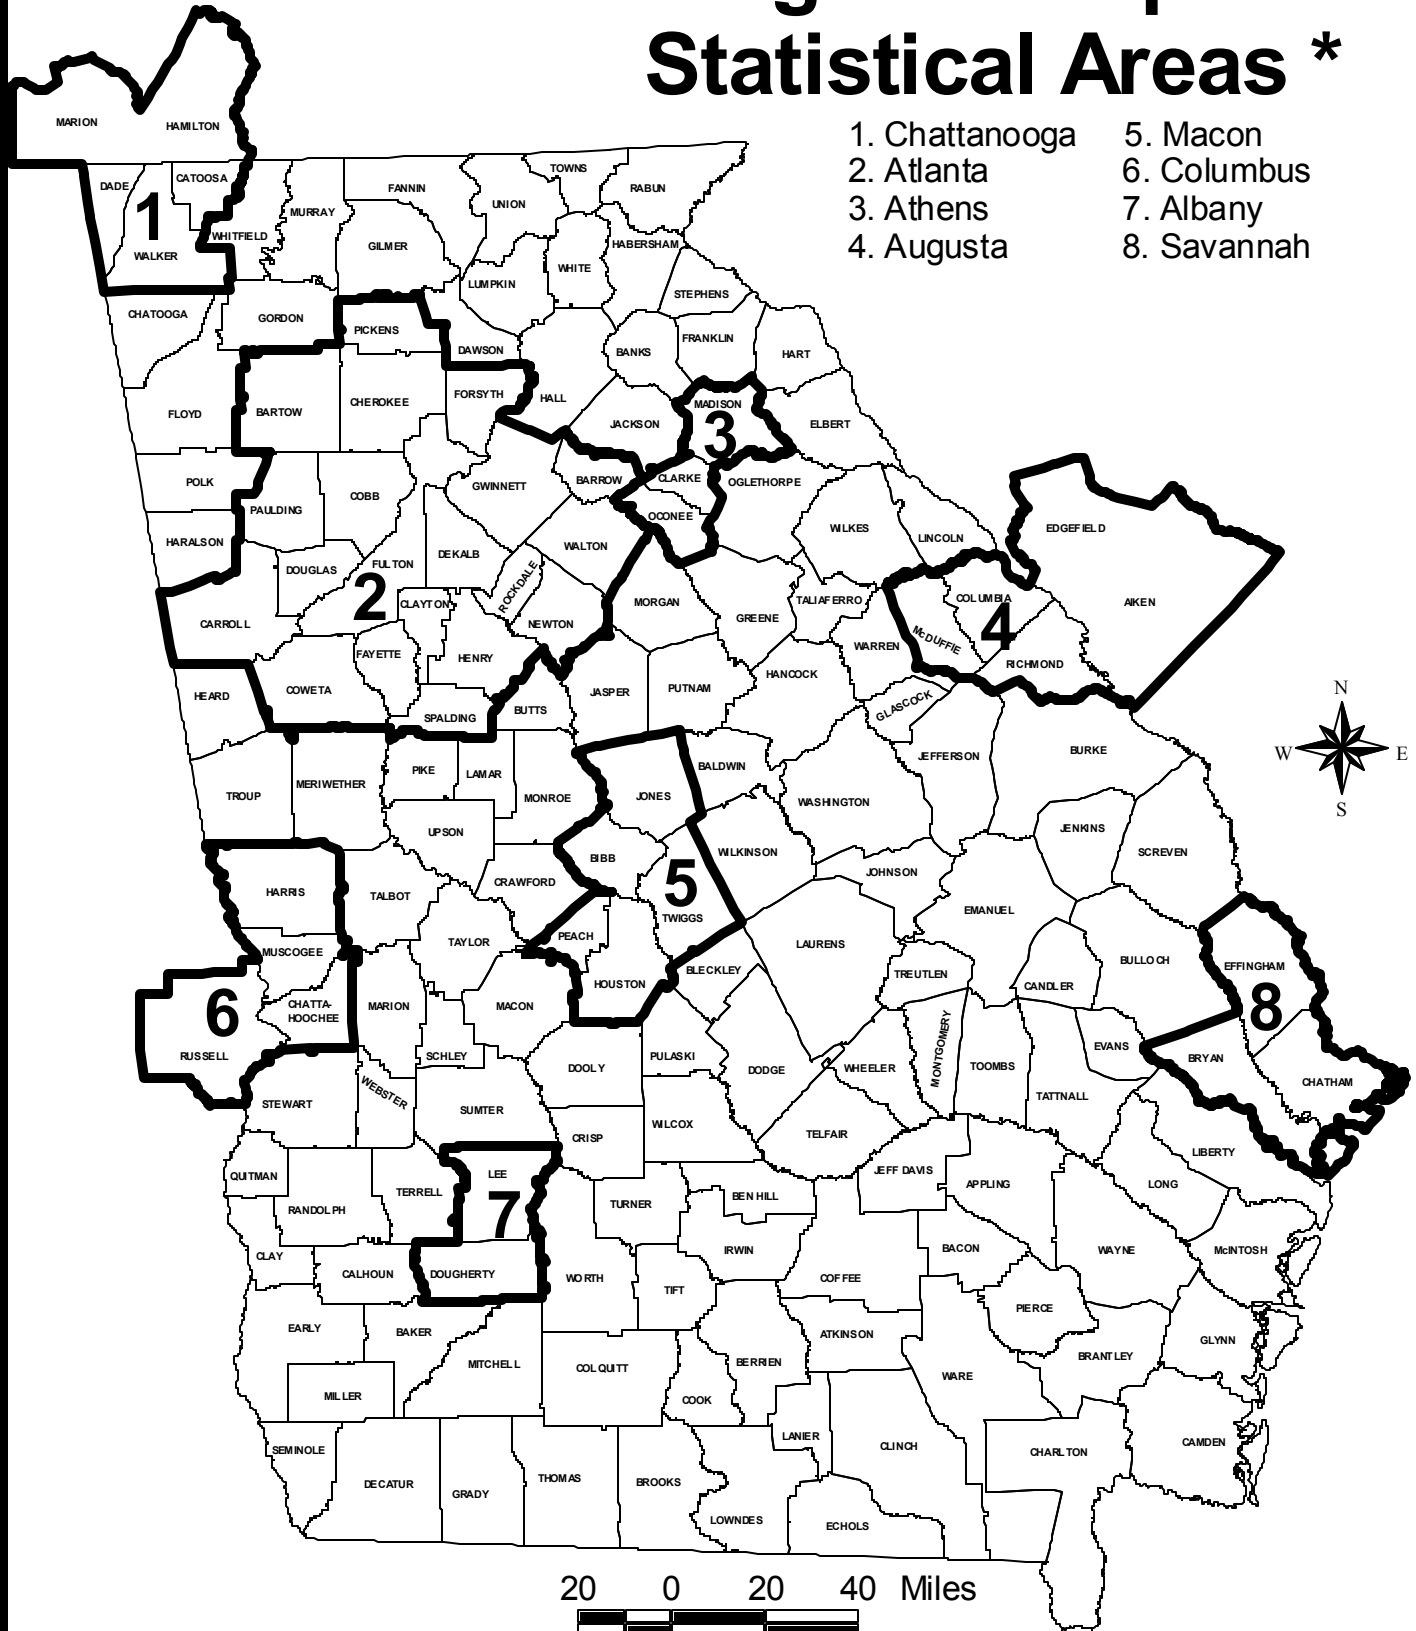 Statistical Areas *
1. Chattanooga
2. Atlanta
3. Athens
4. Augusta
5. Macon
6. Columbus
7. Albany
8. Savannah
MARION
HAMILTON
DADE
CATOOSA
1
WALKER
WHITFIELD
MURRAY
FANNIN
GILMER
UNION
TOWNS
RABUN
HABERSHAM
WHITE
LUMPKIN
STEPHENS
CHATOOGA
GORDON
PICKENS
DAWSON
BANKS
FRANKLIN
HART
FLOYD
BARTOW
CHEROKEE
FORSYTH
HALL
JACKSON
MADISON
3
ELBERT
POLK
PAULDING
COBB
GWINNETT
BARROW
CLARKE
OGLETHORPE
OCONEE
HARALSON
DOUGLAS
FULTON
2
DEKALB
WALTON
WILKES
LINCOLN
EDGEFIELD
CARROLL
CLAYTON
ROCKDALE
NEWTON
MORGAN
GREENE
TALIAFERRO
COLUMBIA
4
AIKEN
FAYETTE
HENRY
WARREN
McDUFFIE
RICHMOND
HEARD
COWETA
SPALDING
BUTTS
JASPER
PUTNAM
HANCOCK
GLASCOCK
N
W
E
S
TROUP
MERIWETHER
PIKE
LAMAR
MONROE
JONES
BALDWIN
WASHINGTON
JEFFERSON
BURKE
UPSON
BIBB
5
WILKINSON
JOHNSON
JENKINS
SCREVEN
HARRIS
TALBOT
CRAWFORD
TWIGGS
EMANUEL
MUSCOGEE
TAYLOR
PEACH
LAURENS
TREUTLEN
BULLOCH
EFFINGHAM
6
CHATTA-
HOOCHEE
MARION
MACON
HOUSTON
BLECKLEY
CANDLER
8
RUSSELL
SCHLEY
DOOLY
PULASKI
DODGE
WHEELER
MONTGOMERY
TOOMBS
EVANS
BRYAN
CHATHAM
STEWART
WEBSTER
SUMTER
CRISP
WILCOX
TELFAIR
TATTNALL
LIBERTY
QUITMAN
RANDOLPH
TERRELL
LEE
7
TURNER
BEN HILL
JEFF DAVIS
APPLING
LONG
CLAY
CALHOUN
DOUGHERTY
WORTH
TIFT
IRWIN
COFFEE
BACON
WAYNE
McINTOSH
EARLY
BAKER
MITCHELL
COLQUITT
BERRIEN
ATKINSON
PIERCE
BRANTLEY
GLYNN
MILLER
COOK
WARE
SEMINOLE
DECATUR
GRADY
THOMAS
BROOKS
LANIER
CLINCH
CHARLTON
CAMDEN
LOWNDES
ECHOLS
20 0 20 40 Miles